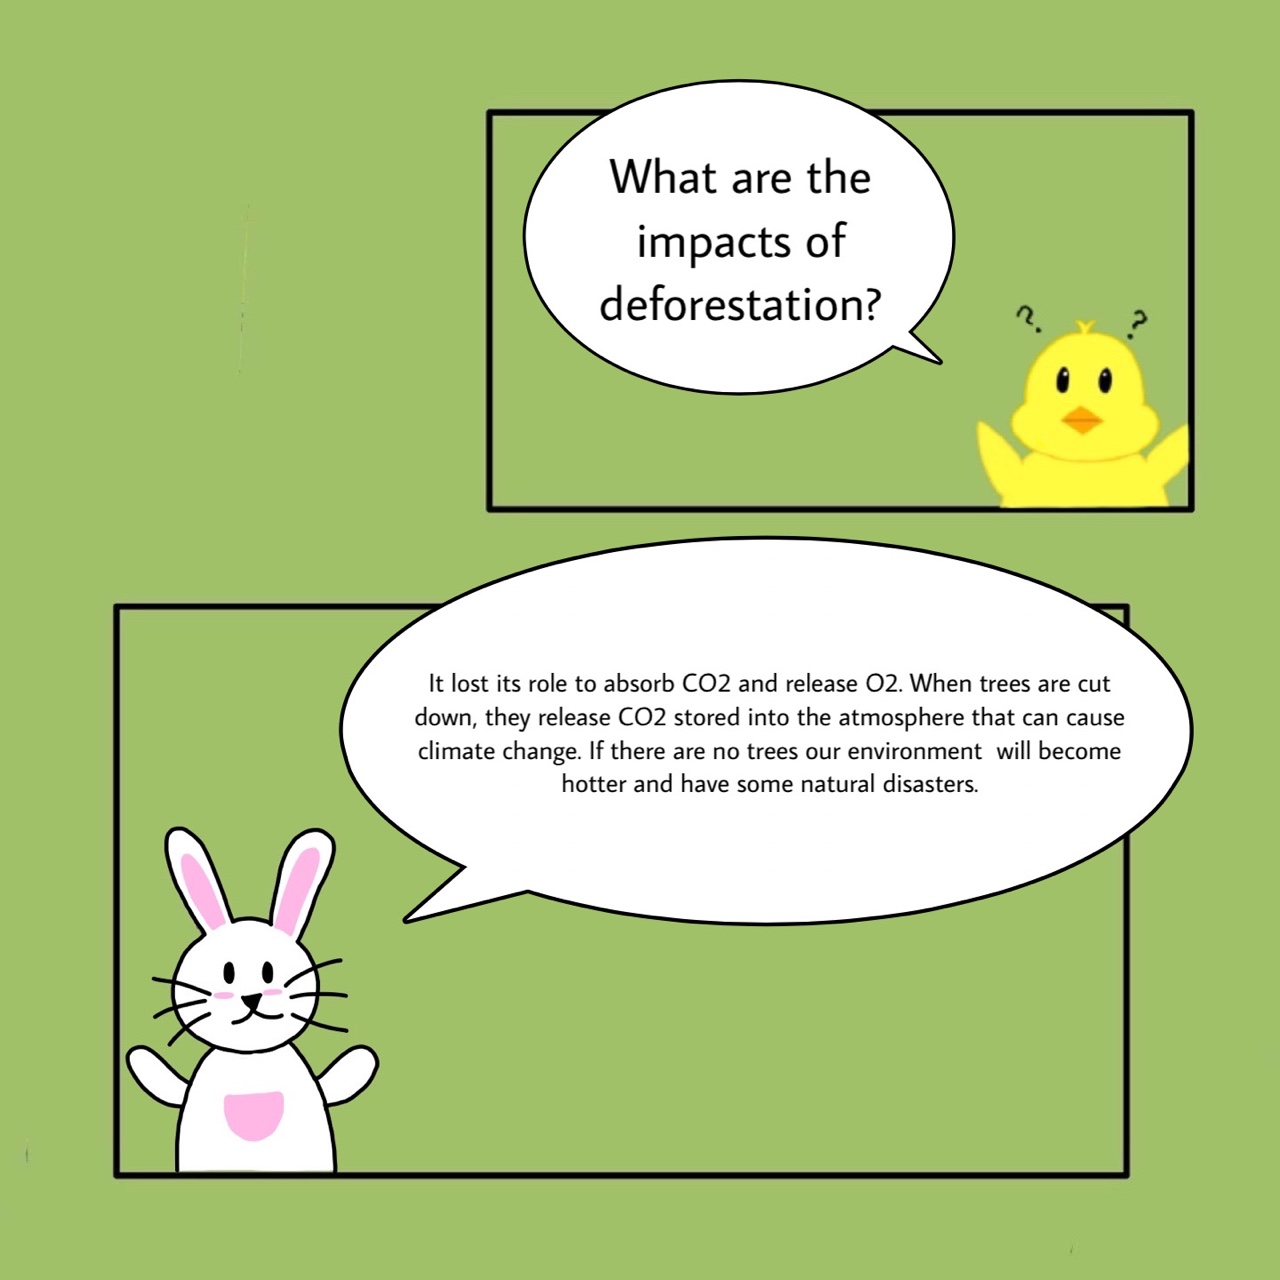 What are the
impacts of
deforestation?
? ?
It lost its role to absorb CO2 and release O2. When trees are cut
down, they release CO2 stored into the atmosphere that can cause
climate change. If there are no trees our environment  will become
hotter and have some natural disasters.